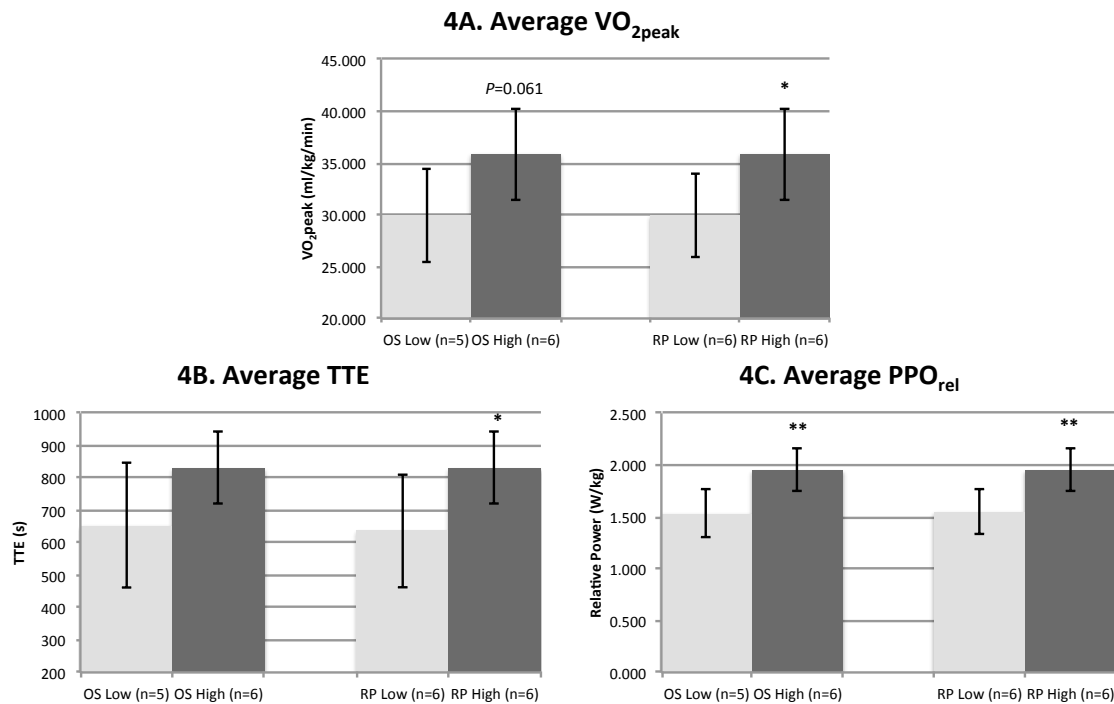 4A. Average VO2peak
45.000
40.000
35.000
30.000
25.000
20.000
VO2peak (ml/kg/min)
P=0.061
*
OS Low (n=5) OS High (n=6) RP Low (n=6) RP High (n=6)
4B. Average TTE
1000
900
800
700
600
500
400
300
200
TTE (s)
*
OS Low (n=5) OS High (n=6) RP Low (n=6) RP High (n=6)
4C. Average PPOrel
2.500
2.000
1.500
1.000
0.500
0.000
Relative Power (W/kg)
**
**
OS Low (n=5) OS High (n=6) RP Low (n=6) RP High (n=6)